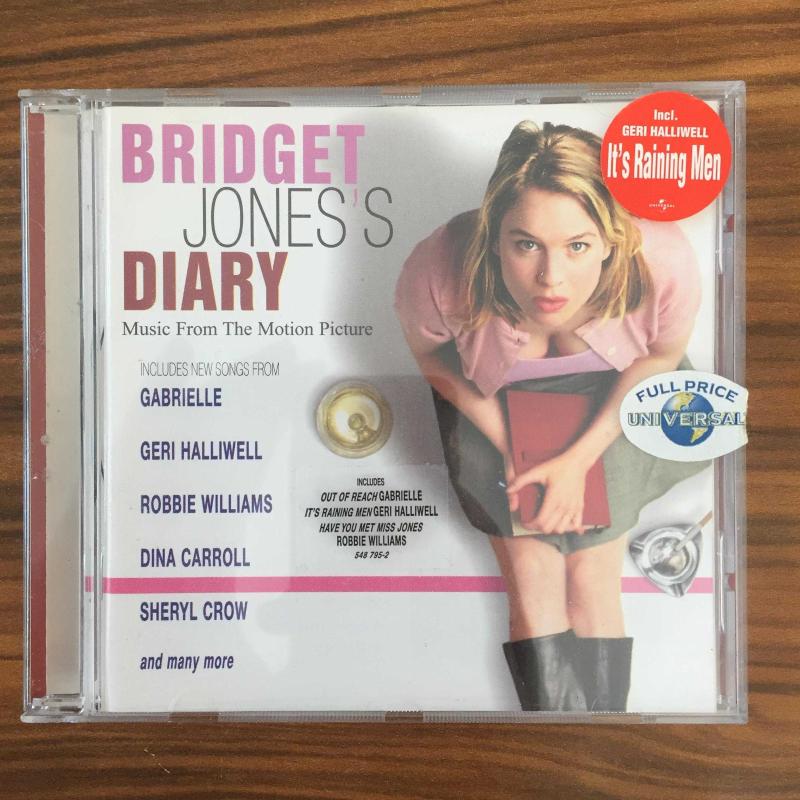 BRIDGET
JONES'S
DIARY
Music From The Motion Picture
INCLUDES NEW SONGS FROM
GABRIELLE
GERI HALLIWELL
ROBBIE WILLIAMS
DINA CARROLL
SHERYL CROW
and many more
INCLUDES
OUT OF REACH GABRIELLE
IT'S RAINING MEN GERI HALLIWELL
HAVE YOU MET MISS JONES
ROBBIE WILLIAMS
548 795-2
Incl.
GERI HALLIWELL
It's Raining Men
UNIVERSAL
FULL PRICE
UNIVERSAL